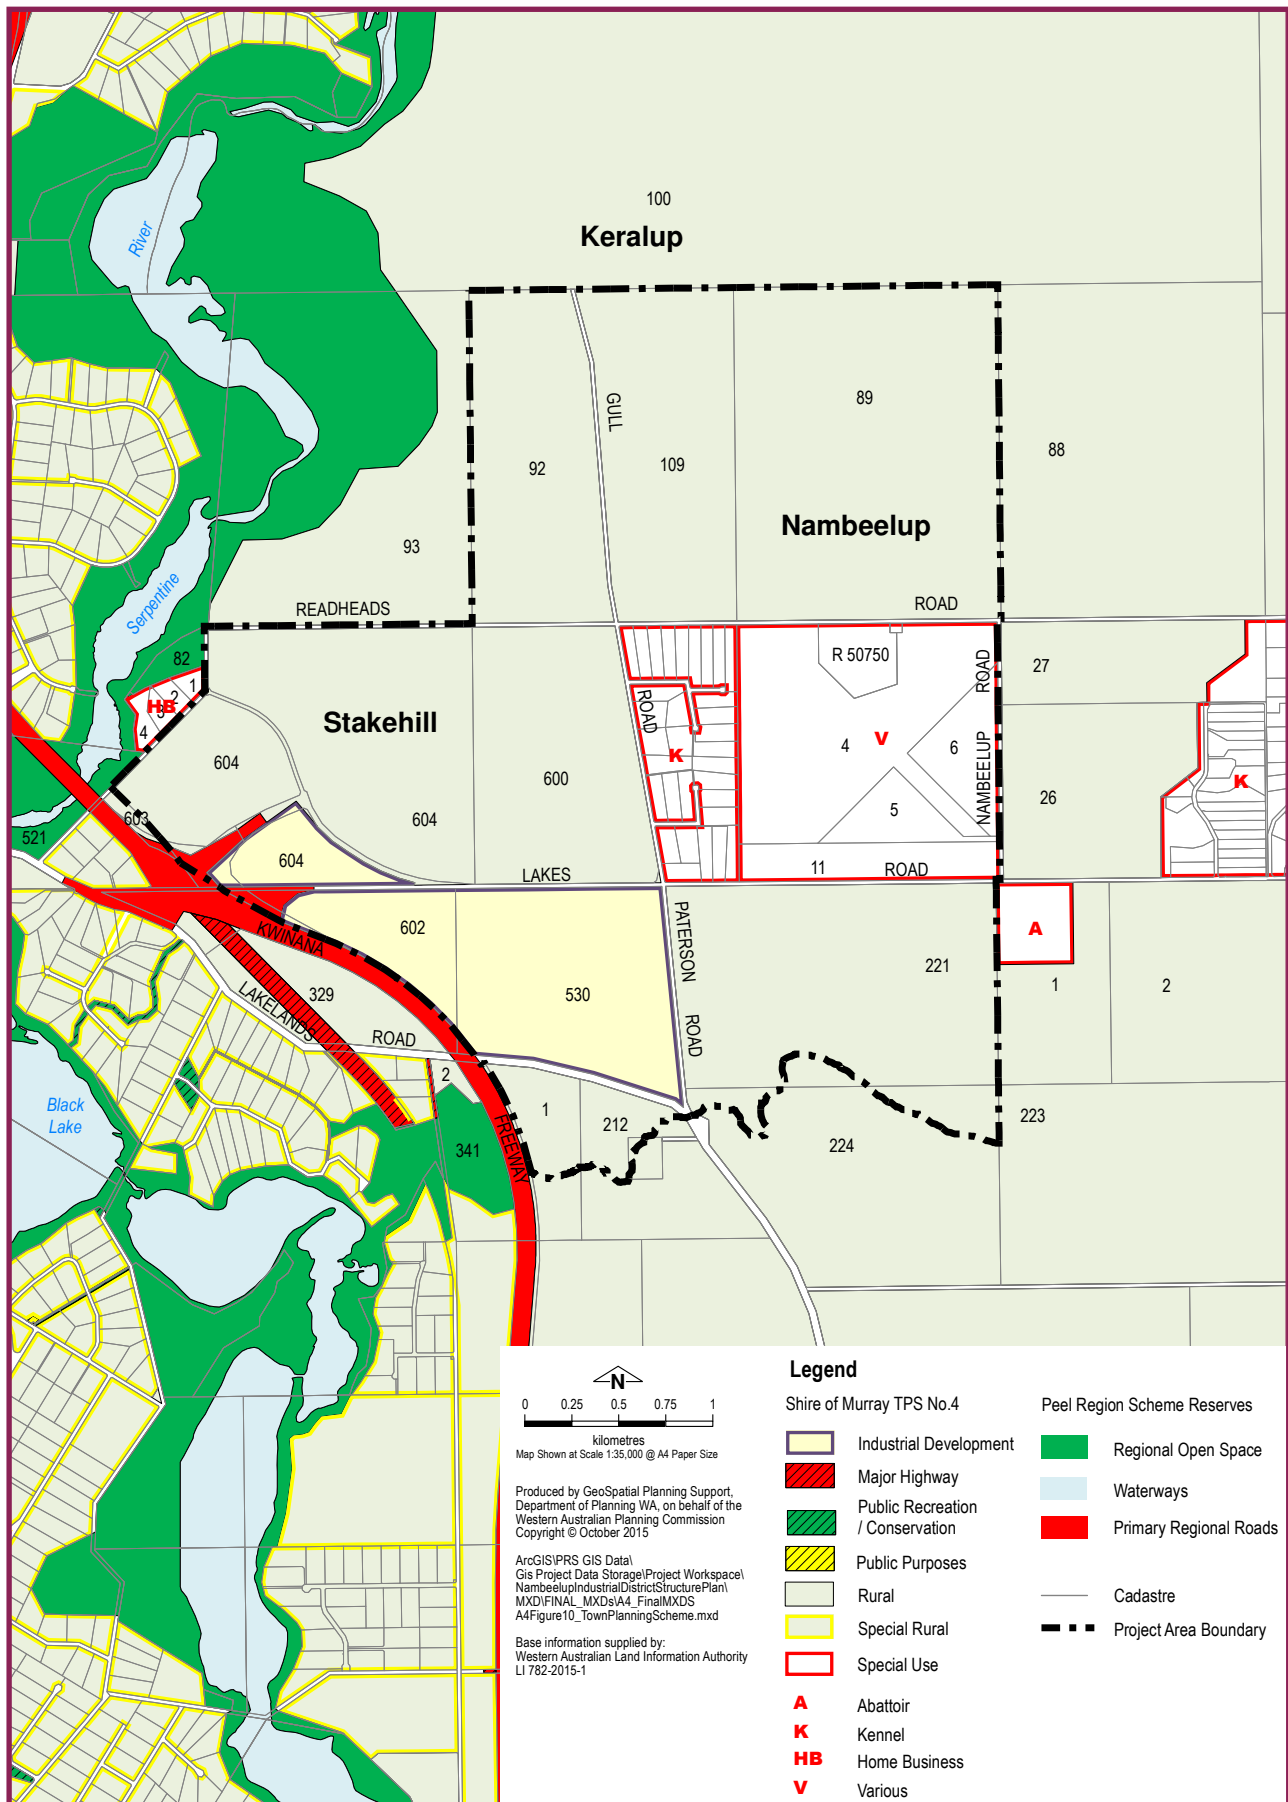 100
Keralup
River
GULL
89
88
92
109
Nambeelup
93
READHEADS
ROAD
Serpentine
82
R 50750
ROAD
27
1
2
3
HB
4
Stakehill
ROAD
4
V
6
K
604
600
NAMBEELUP
26
K
603
604
5
521
604
LAKES
11
ROAD
PATERSON
602
A
KWINANA
221
1
2
LAKELANDS
329
530
ROAD
ROAD
2
Black
Lake
1
212
223
224
341
FREEWAY
N
0 0.25 0.5 0.75 1
kilometres
Map Shown at Scale 1:35,000 @ A4 Paper Size
Produced by GeoSpatial Planning Support,
Department of Planning WA, on behalf of the
Western Australian Planning Commission
Copyright © October 2015
ArcGIS\PRS GIS Data\
Gis Project Data Storage\Project Workspace\
NambeelupIndustrialDistrictStructurePlan\
MXD\FINAL_MXDs\A4_FinalMXDS
A4Figure10_TownPlanningScheme.mxd
Base information supplied by:
Western Australian Land Information Authority
LI 782-2015-1
Legend
Shire of Murray TPS No.4
Industrial Development
Major Highway
Public Recreation
/ Conservation
Public Purposes
Rural
Special Rural
Special Use
A Abattoir
K Kennel
HB Home Business
V Various
Peel Region Scheme Reserves
Regional Open Space
Waterways
Primary Regional Roads
Cadastre
Project Area Boundary